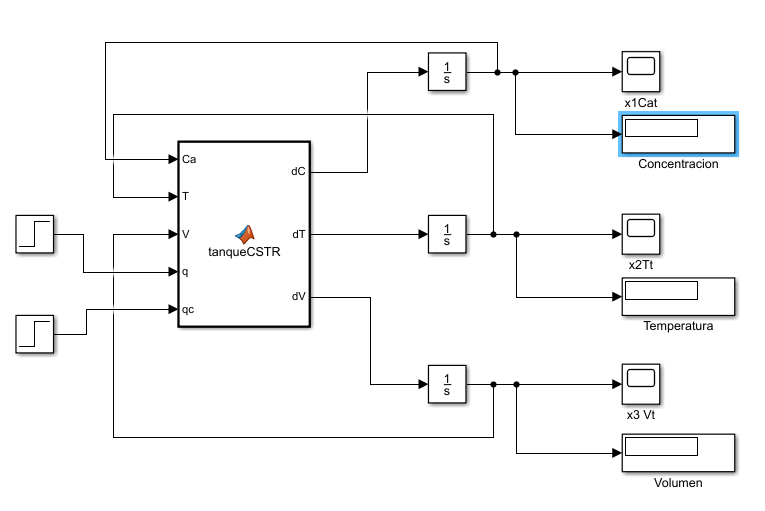 1
s
x1Cat
Concentracion
Ca
T
V
q
qc
dC
dT
dV
tanqueCSTR
1
s
x2Tt
Temperatura
1
s
x3 Vt
Volumen